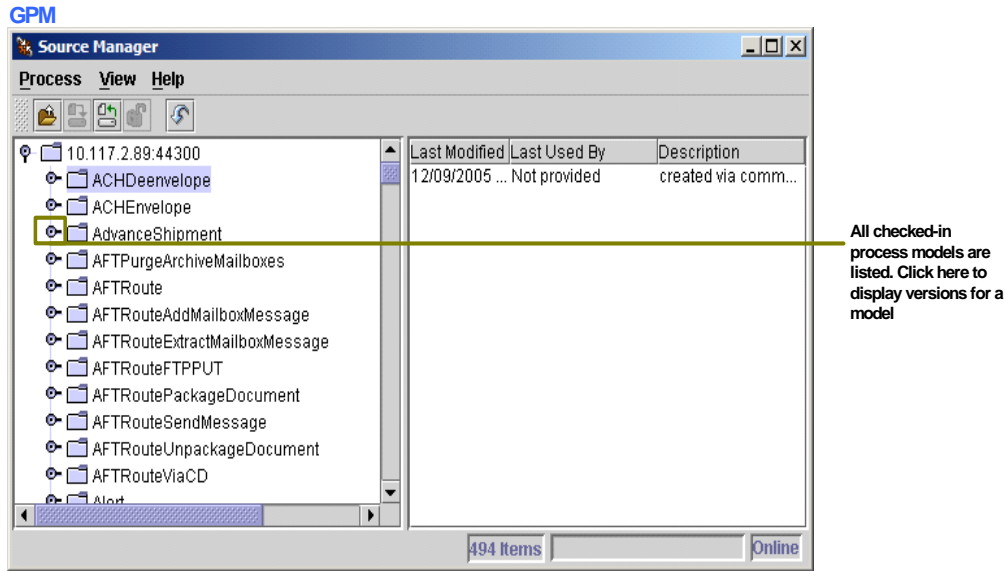 GPM
Source Manager
Process View Help
10.117.2.89:44300
ACHDeenvelope
ACHEnvelope
AdvanceShipment
AFTPurgeArchiveMailboxes
AFTRoute
AFTRouteAddMailboxMessage
AFTRouteExtractMailboxMessage
AFTRouteFTPPUT
AFTRoutePackageDocument
AFTRouteSendMessage
AFTRouteUnpackageDocument
AFTRouteViaCD
Alert
Last Modified Last Used By Description
12/09/2005 ... Not provided created via comm...
494 Items
Online
All checked-in
process models are
listed. Click here to
display versions for a
model